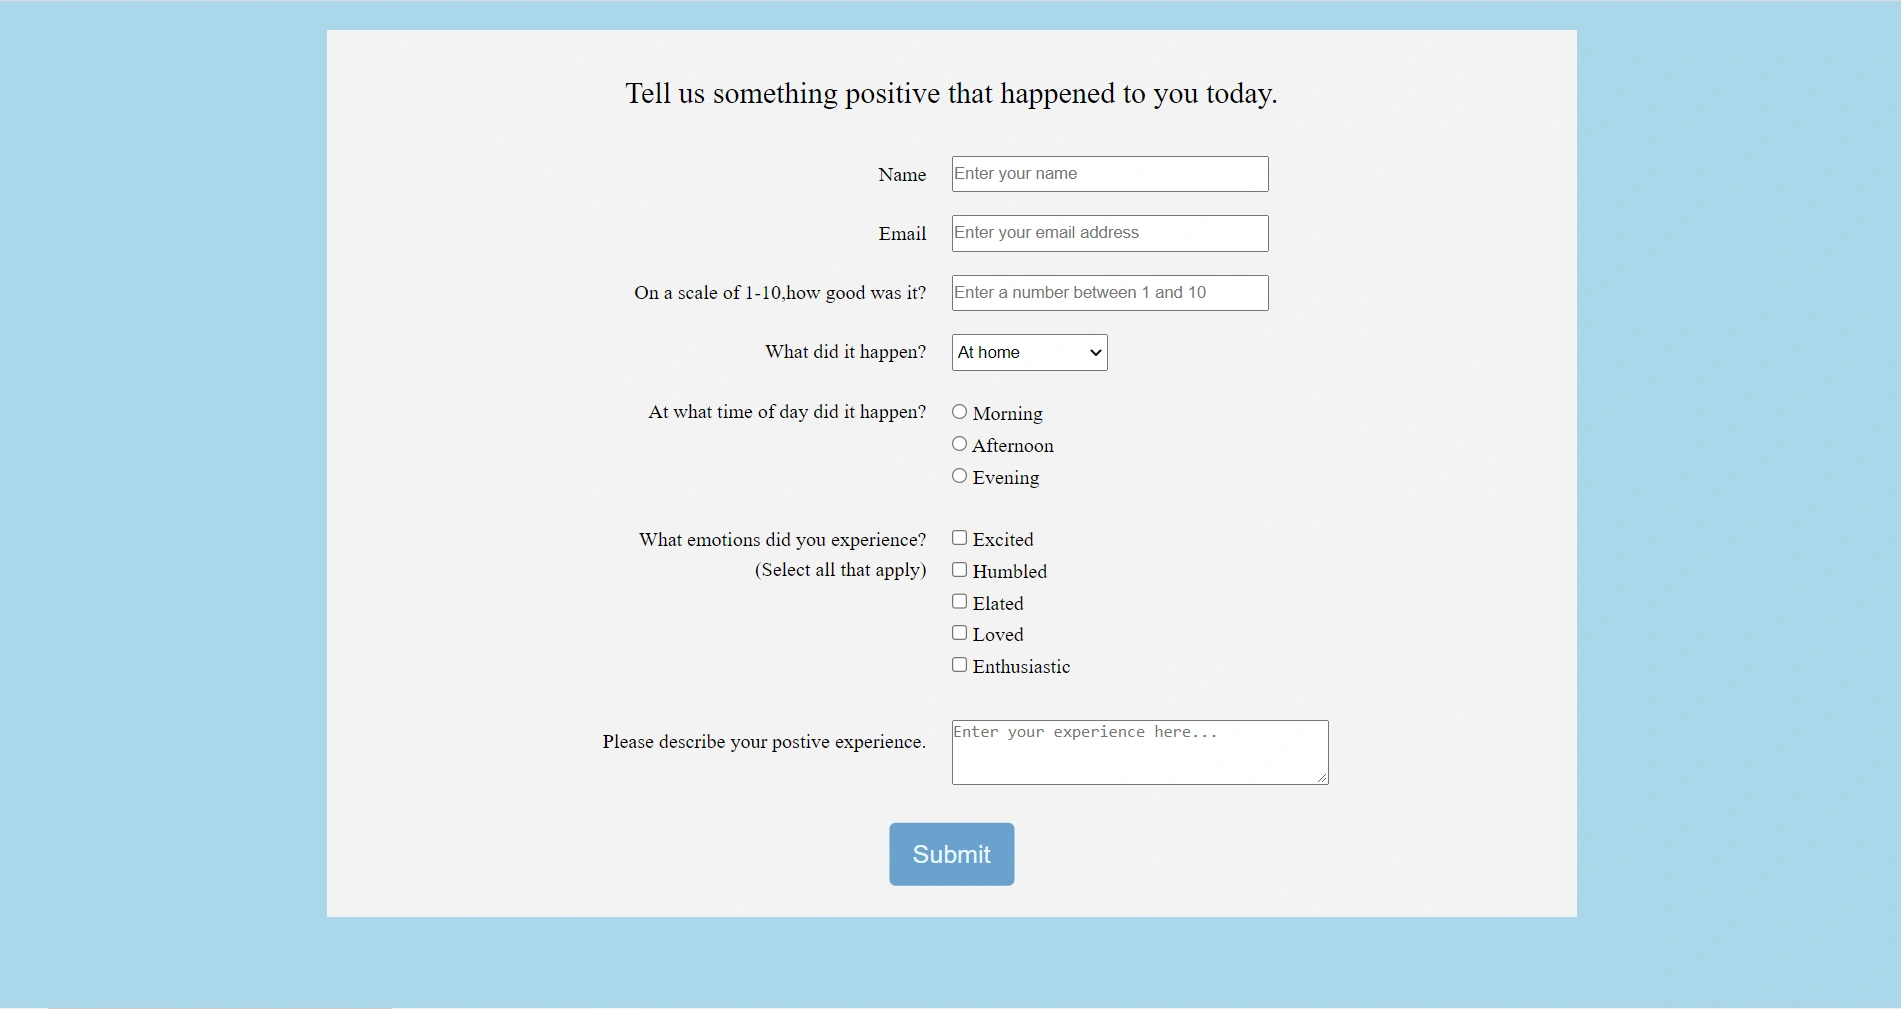 Tell us something positive that happened to you today.
Name
Enter your name
Email
Enter your email address
On a scale of 1-10,how good was it?
Enter a number between 1 and 10
What did it happen?
At home
At what time of day did it happen?
Morning
Afternoon
Evening
What emotions did you experience?
(Select all that apply)
Excited
Humbled
Elated
Loved
Enthusiastic
Please describe your postive experience.
Enter your experience here...
Submit